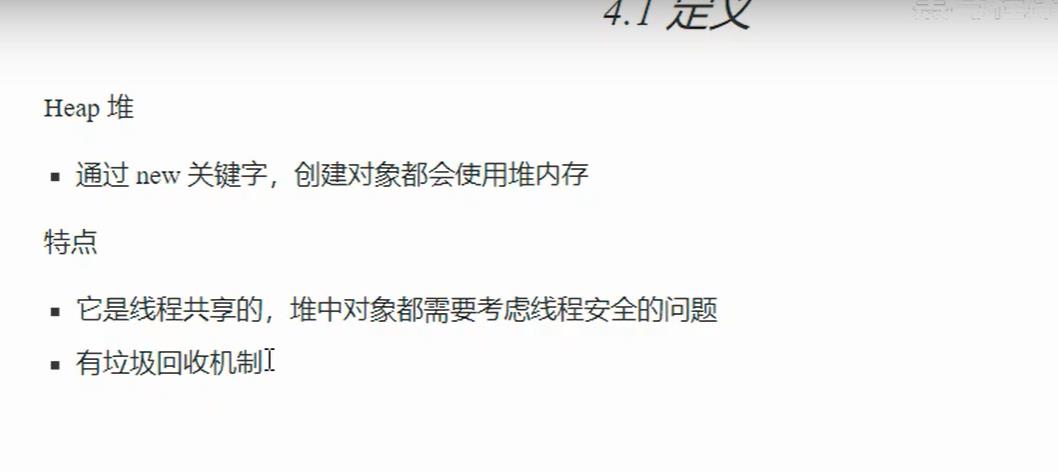 4.1 定义
Heap 堆
▪ 通过 new 关键字，创建对象都会使用堆内存
特点
▪ 它是线程共享的，堆中对象都需要考虑线程安全的问题
▪ 有垃圾回收机制